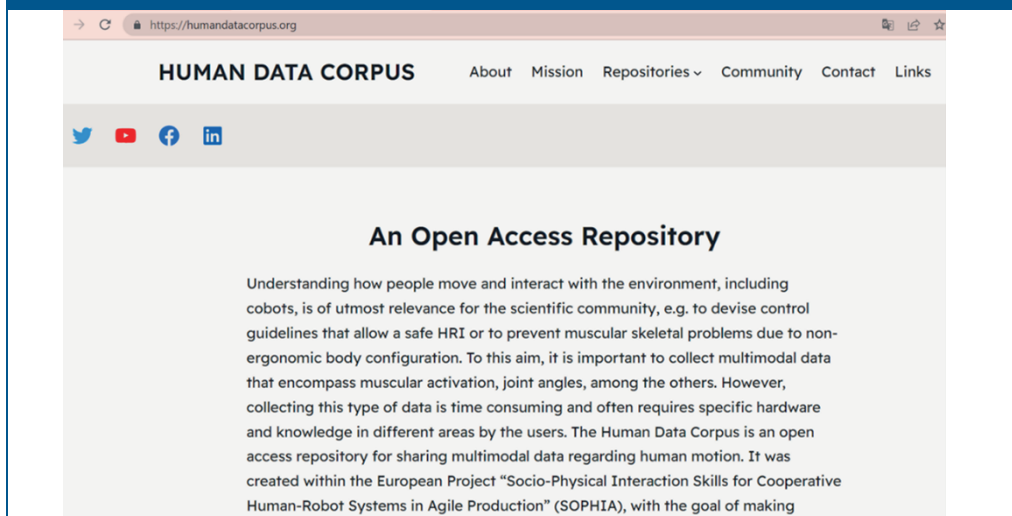 https://humandatacorpus.org
HUMAN DATA CORPUS About Mission Repositories Community Contact Links
An Open Access Repository
Understanding how people move and interact with the environment, including
cobots, is of utmost relevance for the scientific community, e.g. to devise control
guidelines that allow a safe HRI or to prevent muscular skeletal problems due to non-
ergonomic body configuration. To this aim, it is important to collect multimodal data
that encompass muscular activation, joint angles, among the others. However,
collecting this type of data is time consuming and often requires specific hardware
and knowledge in different areas by the users. The Human Data Corpus is an open
access repository for sharing multimodal data regarding human motion. It was
created within the European Project “Socio-Physical Interaction Skills for Cooperative
Human-Robot Systems in Agile Production” (SOPHIA), with the goal of making